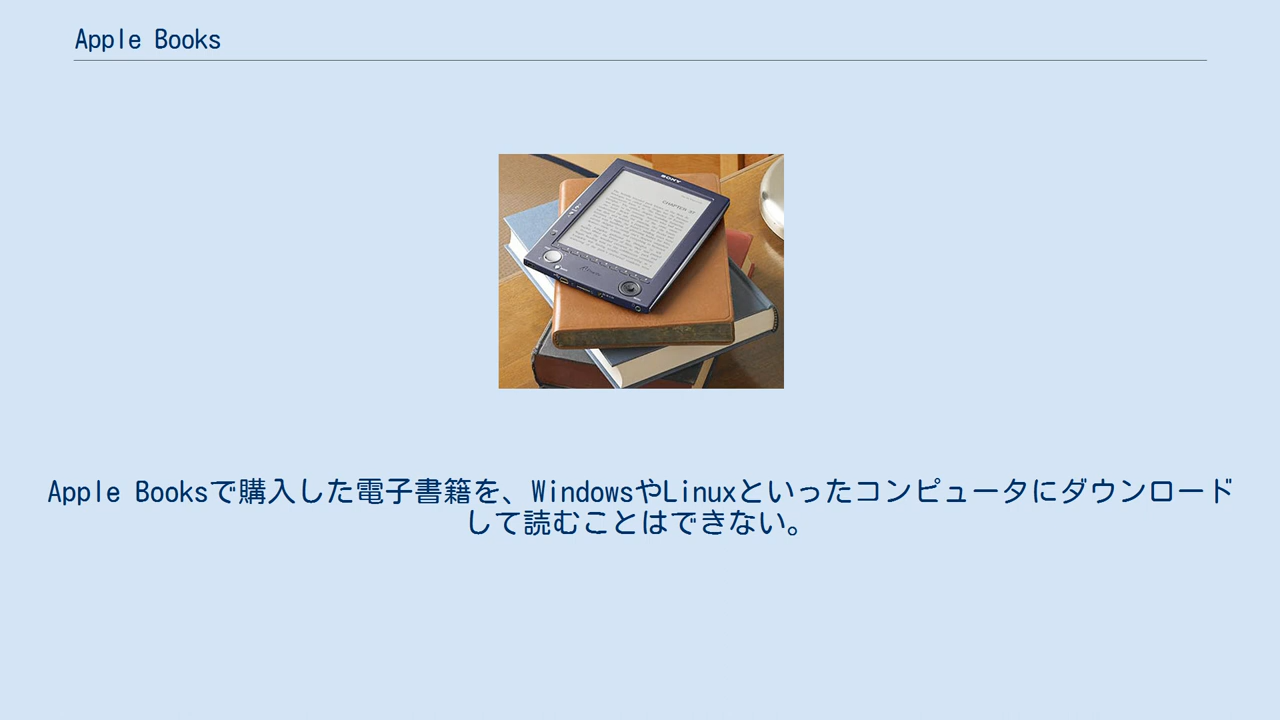 Apple Books
SONY
CHAPTER 37
Apple Booksで購入した電子書籍を、WindowsやLinuxといったコンピュータにダウンロード
して読むことはできない。